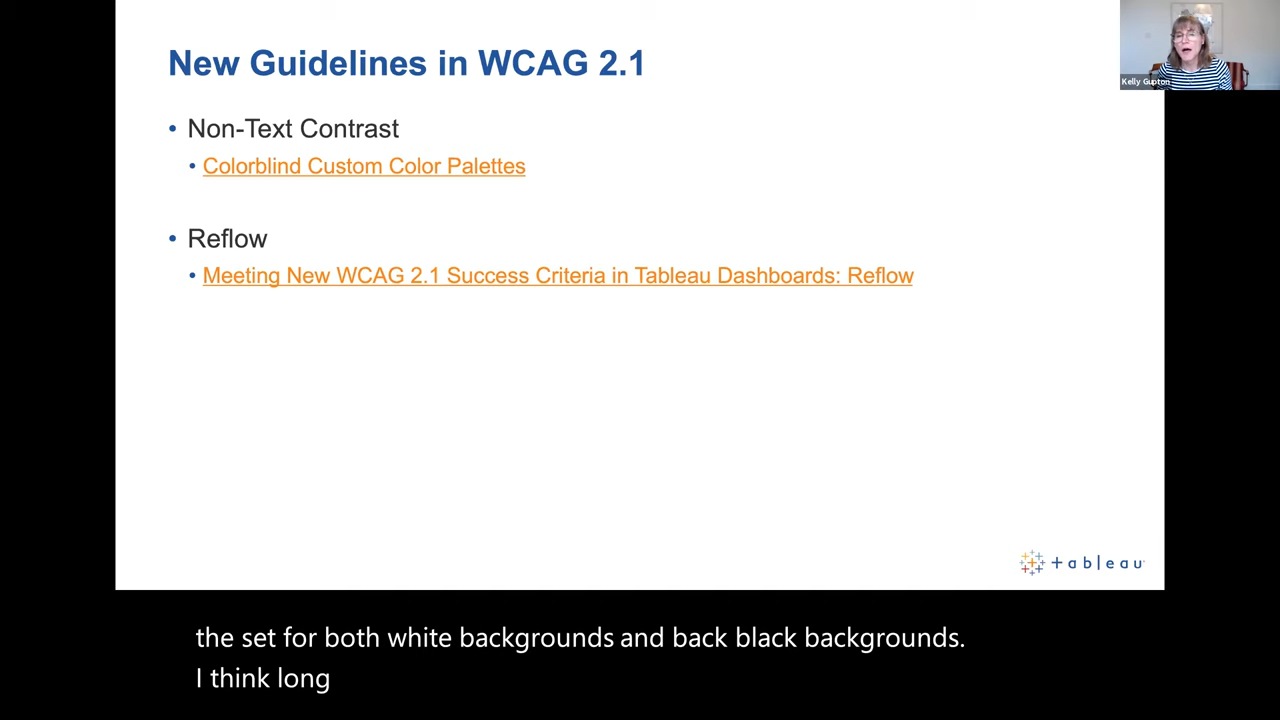 New Guidelines in WCAG 2.1
Kelly Gupton
• Non-Text Contrast
• Colorblind Custom Color Palettes
• Reflow
• Meeting New WCAG 2.1 Success Criteria in Tableau Dashboards: Reflow
+ableau
the set for both white backgrounds and back black backgrounds.
I think long